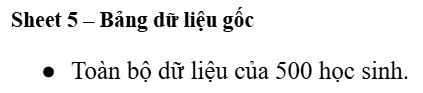 Sheet 5 – Bảng dữ liệu gốc
● Toàn bộ dữ liệu của 500 học sinh.